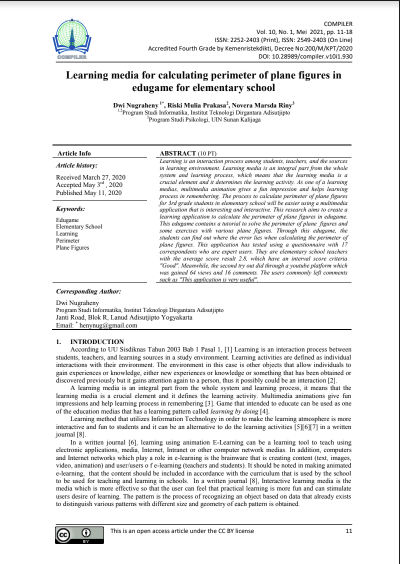 COMPILER
Vol. 10, No. 1, Mei 2021, pp. 11-18
ISSN: 2252-2403 (Print), ISSN: 2549-2403 (On Line)
Accredited Fourth Grade by Kemenristekdikti, Decree No:200/M/KPT/2020
DOI: 10.28989/compiler.v10i1.930
COMPILER
Learning media for calculating perimeter of plane figures in
edugame for elementary school
Dwi Nugraheny 1*, Riski Mulia Prakasa2, Novera Marsda Riny3
1,2Program Studi Informatika, Institut Teknologi Dirgantara Adisutjipto
3Program Studi Psikologi, UIN Sunan Kalijaga
Article Info
Article history:
Received March 27, 2020
Accepted May 3rd , 2020
Published May 11, 2020
Keywords:
Edugame
Elementary School
Learning
Perimeter
Plane Figures
ABSTRACT (10 PT)
Learning is an interaction process among students, teachers, and the sources
in learning environment. Learning media is an integral part from the whole
system and learning process, which means that the learning media is a
crucial element and it determines the learning activity. As one of a learning
medias, multimedia animation gives a fun impression and helps learning
process in remembering. The process to calculate perimeter of plane figures
for 3rd grade students in elementary school will be easier using a multimedia
application that is interesting and interactive. This research aims to create a
learning application to calculate the perimeter of plane figures in edugame.
This edugame contains a tutorial to solve the perimeter of plane figures and
some exercises with various plane figures. Through this edugame, the
students can find out where the error lies when calculating the perimeter of
plane figures. This application has tested using a questionnaire with 17
correspondents who are expert users. They are elementary school teachers
with the average score result 2.8, which have an interval score criteria
"Good". Meanwhile, the second try out did through a youtube platform which
was gained 64 views and 16 comments. The users commonly left comments
such as "This application is very useful".
Corresponding Author:
Dwi Nugraheny
Program Studi Informatika, Institut Teknologi Dirgantara Adisutjipto
Janti Road, Blok R, Lanud Adisutjipto Yogyakarta
Email: * henynug@gmail.com
1. INTRODUCTION
According to UU Sisdiknas Tahun 2003 Bab 1 Pasal 1, [1] Learning is an interaction between
students, teachers, and learning sources in a study environment. Learning activities are defined as individual
interactions with their environment. The environment in this case is other objects that allow individuals to
gain experiences or knowledge, either new experiences or knowledge or something that has been obtained or
discovered previously but it gains attention again to a person, thus it possibly could be an interaction [2].
A learning media is an integral part from the whole system and learning process, it means that the
learning media is a crucial element and it defines the learning activity. Multimedia animations give fun
impressions and help learning process in remembering [3]. Game that intended to educate can be used as one
of the education medias that has a learning pattern called learning by doing [4].
Learning method that utilizes Information Technology in order to make the learning atmosphere is more
interactive and fun to students and it can be an alternative to do the learning activities [5][6][7] in a written
journal [8].
In a written journal [6], learning using animation E-Learning can be a learning tool to teach using
electronic applications, media, Internet, Intranet or other computer network medias. In addition, computers
and Internet networks which play a role in e-learning is the brainware that is creating content (text, images,
video, animation) and user/users o f e-learning (teachers and students). It should be noted in making animated
e-learning, that the content should be included in accordance with the curriculum that is used by the school
to be used for teaching and learning in schools. In a written journal [8], Interactive learning media is the
media which is more effective so that the user can feel that practical learning is more fun and can stimulate
users desire of learning. The pattern is the process of recognizing an object based on data that already exists
to distinguish various patterns with different size and geometry of each pattern is obtained.
cc
BY
This is an open access article under the CC BY license
11